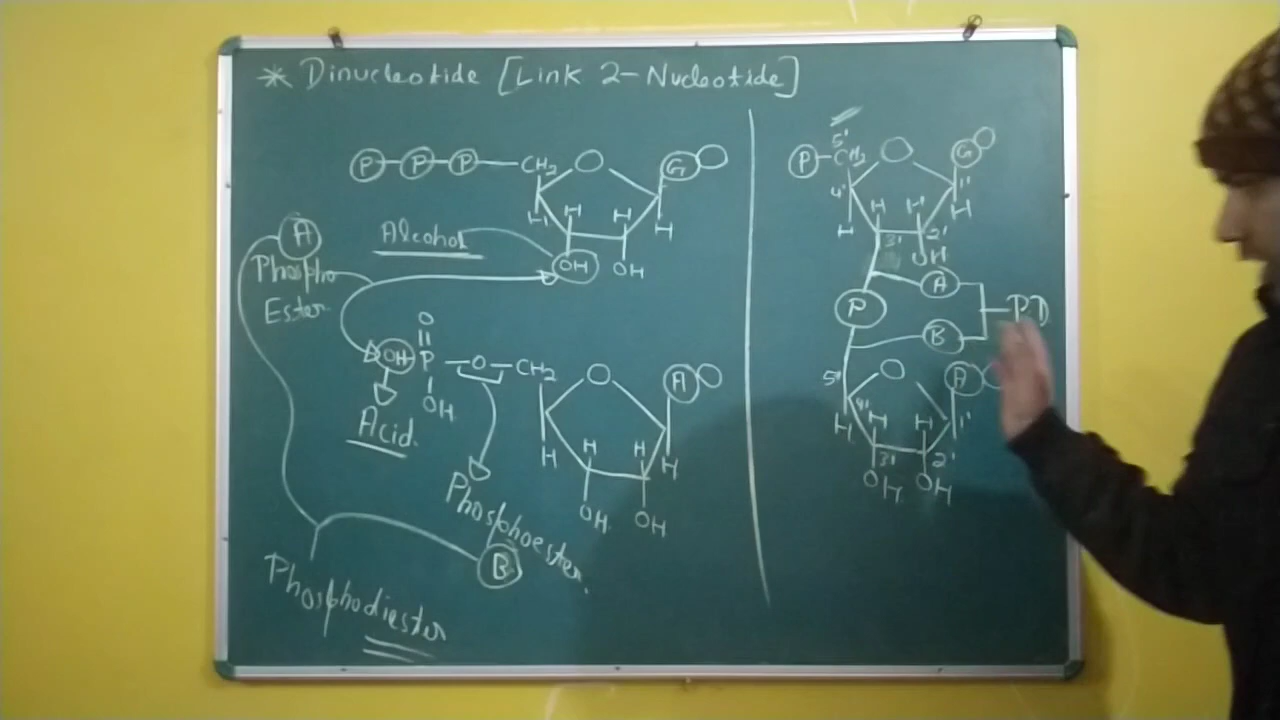 * Dinucleotide [Link 2-Nucleotide]
P-P-P-CH2 O G
H H H H
OH OH
Alcohol
A
Phospho
Ester
O
OH P -O- CH2 O A
OH
H H H H
OH OH
Acid.
Phosphoester.
B
Phosphodiester
5'
P-CH2 O G
4' 1'
H H H H
3' 2'
OH
A
P PD
B
5' O A
4' 1'
H H H
3' 2'
OH OH